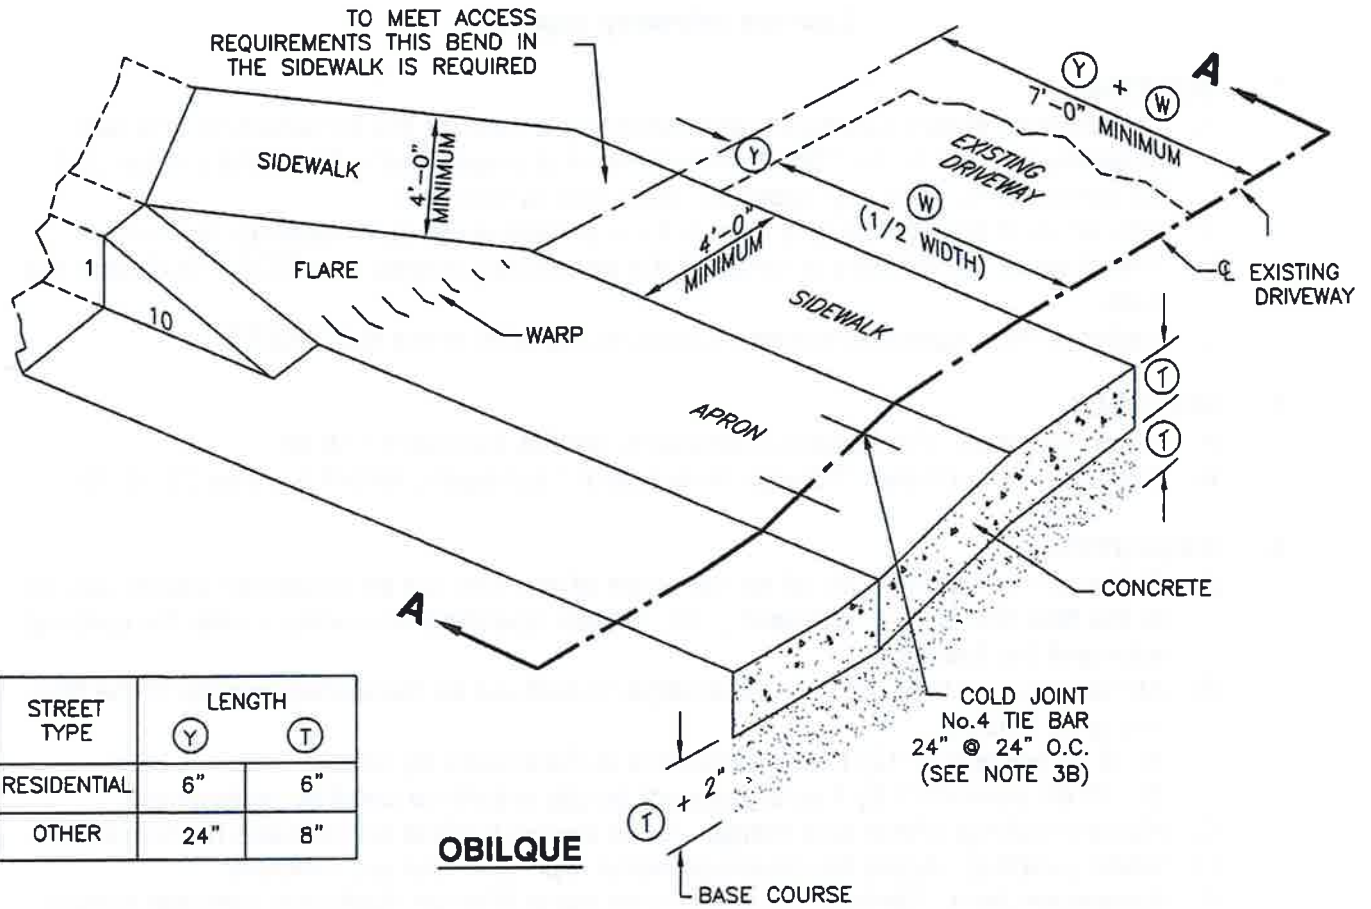 TO MEET ACCESS
REQUIREMENTS THIS BEND IN
THE SIDEWALK IS REQUIRED
Y + W
7'-0" MINIMUM
A
SIDEWALK
4'-0"
MINIMUM
Y
EXISTING
DRIVEWAY
W
(1/2 WIDTH)
4'-0"
MINIMUM
1
10
FLARE
WARP
SIDEWALK
℄ EXISTING
DRIVEWAY
T
T
APRON
CONCRETE
A
COLD JOINT
No.4 TIE BAR
24" @ 24" O.C.
(SEE NOTE 3B)
STREET
TYPE
LENGTH
Y T
RESIDENTIAL 6" 6"
OTHER 24" 8"
T + 2"
OBILQUE
BASE COURSE